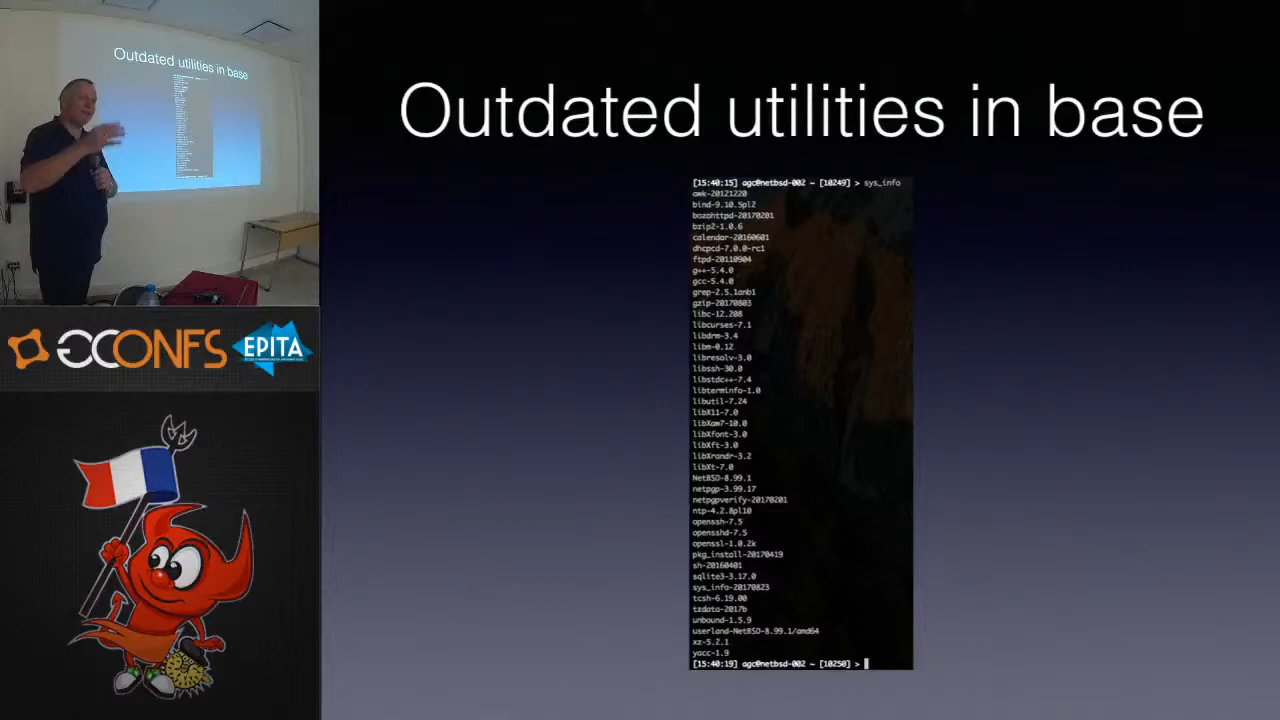 Outdated utilities in base
Outdated utilities in base
[15:40:15] agc@netbsd-002 ~ [10249] > sys_info
awk-20121220
bind-9.10.5pl2
bozohttpd-20170201
bzip2-1.0.6
calendar-20160601
dhcpcd-7.0.0-rc1
ftpd-20110904
g++-5.4.0
gcc-5.4.0
grep-2.5.1anb1
gzip-20170803
libc-12.208
libcurses-7.1
libdrm-3.4
libm-0.12
libresolv-3.0
libssh-30.0
libstdc++-7.4
libterminfo-1.0
libutil-7.24
libX11-7.0
libXaw7-10.0
libXfont-3.0
libXft-3.0
libXrandr-3.2
libXt-7.0
NetBSD-8.99.1
netpgp-3.99.17
netpgpverify-20170201
ntp-4.2.8pl10
openssh-7.5
opensshd-7.5
openssl-1.0.2k
pkg_install-20170419
sh-20160401
sqlite3-3.17.0
sys_info-20170823
tcsh-6.19.00
tzdata-2017b
unbound-1.5.9
userland-NetBSD-8.99.1/amd64
xz-5.2.1
yacc-1.9
[15:40:19] agc@netbsd-002 ~ [10250] >
GCONFS
EPITA